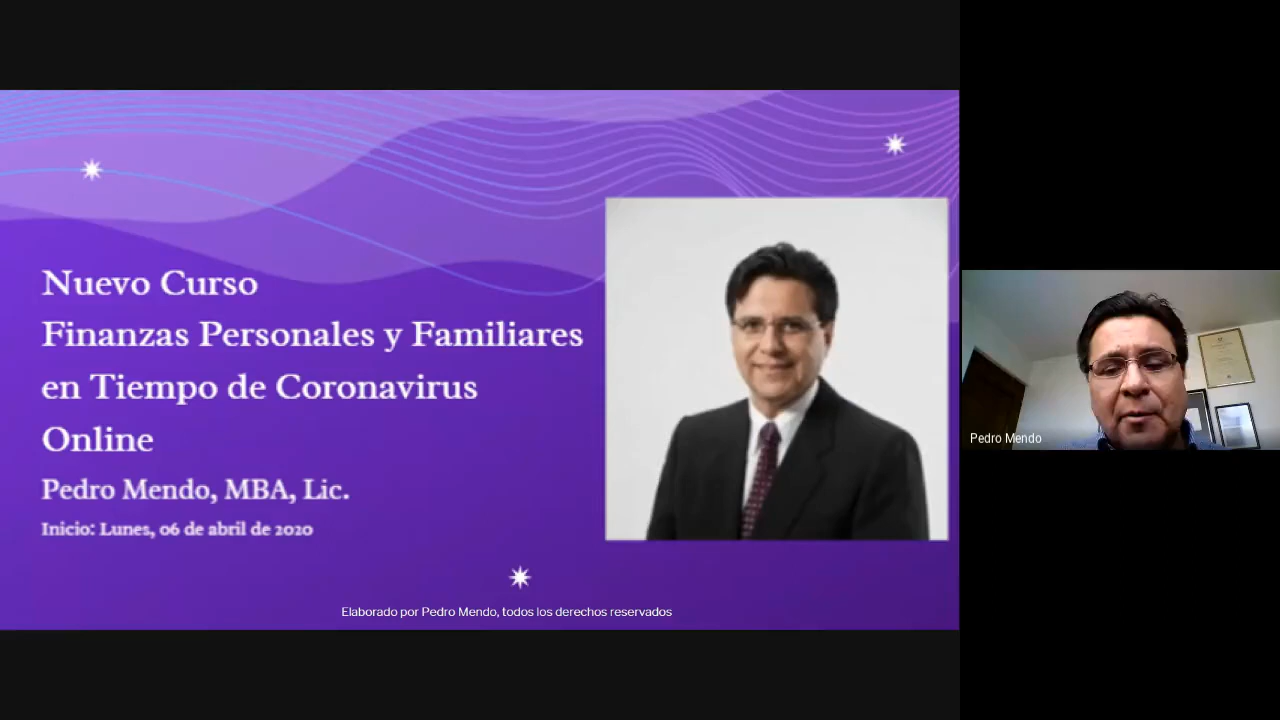 Nuevo Curso
Finanzas Personales y Familiares
en Tiempo de Coronavirus
Online
Pedro Mendo, MBA, Lic.
Inicio: Lunes, 06 de abril de 2020
Elaborado por Pedro Mendo, todos los derechos reservados
Pedro Mendo